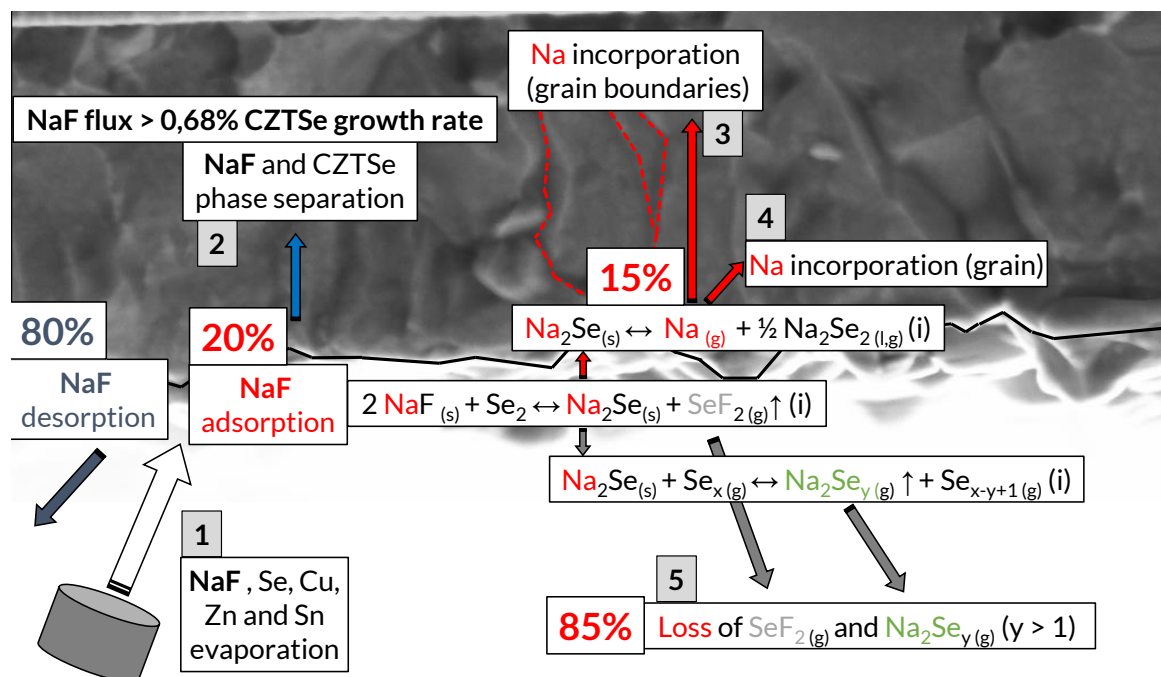 Na incorporation
(grain boundaries)
3
NaF flux > 0,68% CZTSe growth rate
NaF and CZTSe
phase separation
2
4
Na incorporation (grain)
15%
80%
20%
Na₂Se(s) ↔ Na (g) + ½ Na₂Se₂ (l,g) (i)
NaF
desorption
NaF
adsorption
2 NaF (s) + Se₂ ↔ Na₂Se(s) + SeF₂ (g)↑ (i)
Na₂Se(s) + Seₓ (g) ↔ Na₂Sey (g) ↑ + Sex-y+1 (g) (i)
1
NaF , Se, Cu,
Zn and Sn
evaporation
5
85%
Loss of SeF₂ (g) and Na₂Sey (g) (y > 1)